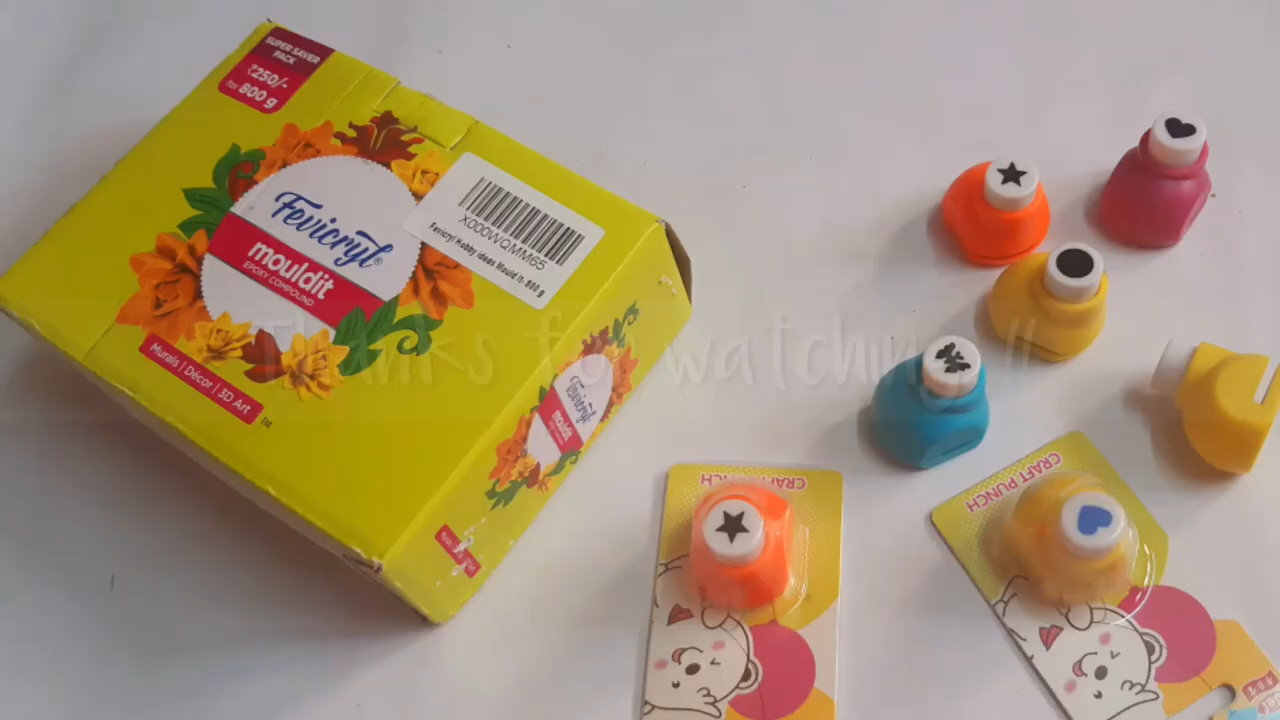 SUPER SAVER
PACK
₹250/-
for 800 g
Fevicryl®
mouldit
EPOXY COMPOUND
Murals | Décor | 3D Art
TM
X000WQMM65
Fevicryl Hobby Ideas Mould It- 800 g
Fevicryl
mouldit
Thanks for watching !!
CRAFT PUNCH
CRAFT PUNCH